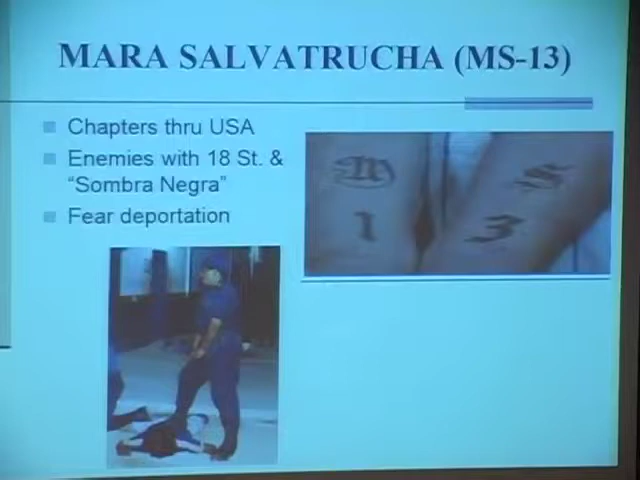 MARA SALVATRUCHA (MS-13)
Chapters thru USA
Enemies with 18 St. &
“Sombra Negra”
Fear deportation
M S
1 3